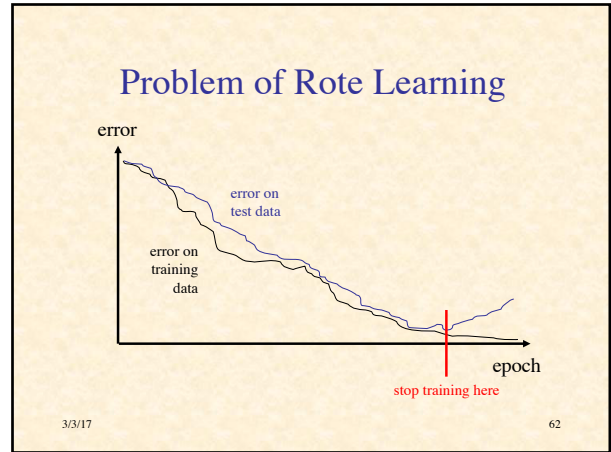 Problem of Rote Learning
error
error on
test data
error on
training
data
epoch
stop training here
3/3/17
62